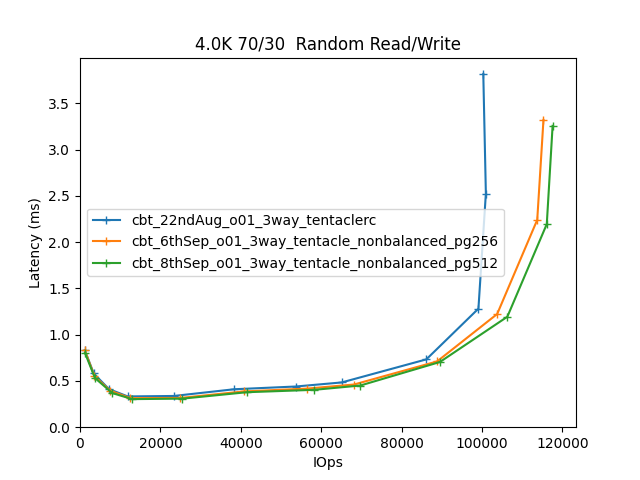 4.0K 70/30  Random Read/Write
3.5
3.0
2.5
2.0
1.5
1.0
0.5
0.0
Latency (ms)
cbt_22ndAug_o01_3way_tentaclerc
cbt_6thSep_o01_3way_tentacle_nonbalanced_pg256
cbt_8thSep_o01_3way_tentacle_nonbalanced_pg512
0 20000 40000 60000 80000 100000 120000
IOps